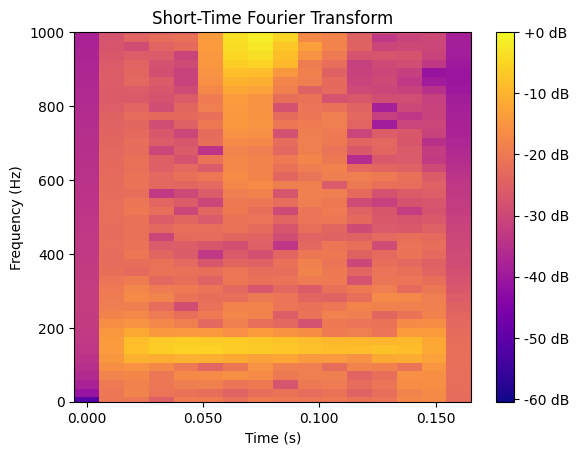 Short-Time Fourier Transform
1000
800
600
400
200
0
Frequency (Hz)
0.000
0.050
0.100
0.150
Time (s)
+0 dB
-10 dB
-20 dB
-30 dB
-40 dB
-50 dB
-60 dB